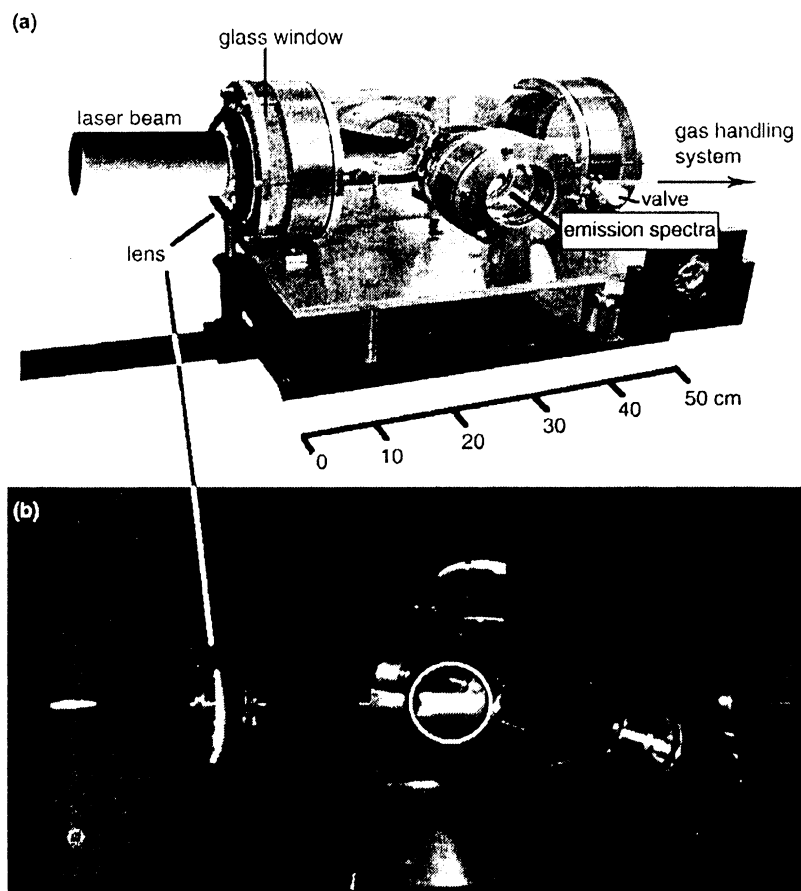 (a)
glass window
laser beam
gas handling
system
valve
emission spectra
lens
0
10
20
30
40
50 cm
(b)